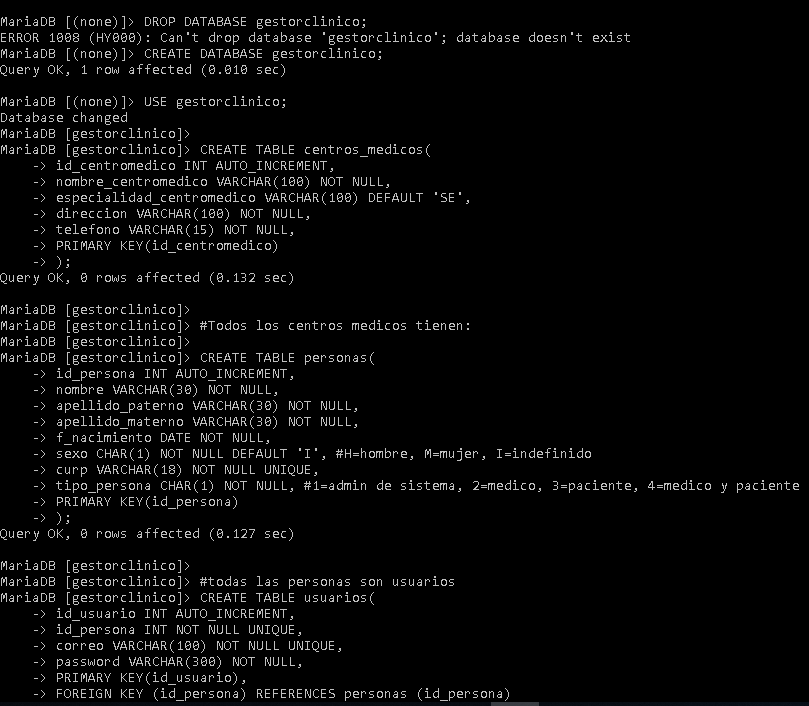 MariaDB [(none)]> DROP DATABASE gestorclinico;
ERROR 1008 (HY000): Can't drop database 'gestorclinico'; database doesn't exist
MariaDB [(none)]> CREATE DATABASE gestorclinico;
Query OK, 1 row affected (0.010 sec)
MariaDB [(none)]> USE gestorclinico;
Database changed
MariaDB [gestorclinico]>
MariaDB [gestorclinico]> CREATE TABLE centros_medicos(
-> id_centromedico INT AUTO_INCREMENT,
-> nombre_centromedico VARCHAR(100) NOT NULL,
-> especialidad_centromedico VARCHAR(100) DEFAULT 'SE',
-> direccion VARCHAR(100) NOT NULL,
-> telefono VARCHAR(15) NOT NULL,
-> PRIMARY KEY(id_centromedico)
-> );
Query OK, 0 rows affected (0.132 sec)
MariaDB [gestorclinico]>
MariaDB [gestorclinico]> #Todos los centros medicos tienen:
MariaDB [gestorclinico]>
MariaDB [gestorclinico]> CREATE TABLE personas(
-> id_persona INT AUTO_INCREMENT,
-> nombre VARCHAR(30) NOT NULL,
-> apellido_paterno VARCHAR(30) NOT NULL,
-> apellido_materno VARCHAR(30) NOT NULL,
-> f_nacimiento DATE NOT NULL,
-> sexo CHAR(1) NOT NULL DEFAULT 'I', #H=hombre, M=mujer, I=indefinido
-> curp VARCHAR(18) NOT NULL UNIQUE,
-> tipo_persona CHAR(1) NOT NULL, #1=admin de sistema, 2=medico, 3=paciente, 4=medico y paciente
-> PRIMARY KEY(id_persona)
-> );
Query OK, 0 rows affected (0.127 sec)
MariaDB [gestorclinico]>
MariaDB [gestorclinico]> #todas las personas son usuarios
MariaDB [gestorclinico]> CREATE TABLE usuarios(
-> id_usuario INT AUTO_INCREMENT,
-> id_persona INT NOT NULL UNIQUE,
-> correo VARCHAR(100) NOT NULL UNIQUE,
-> password VARCHAR(300) NOT NULL,
-> PRIMARY KEY(id_usuario),
-> FOREIGN KEY (id_persona) REFERENCES personas (id_persona)